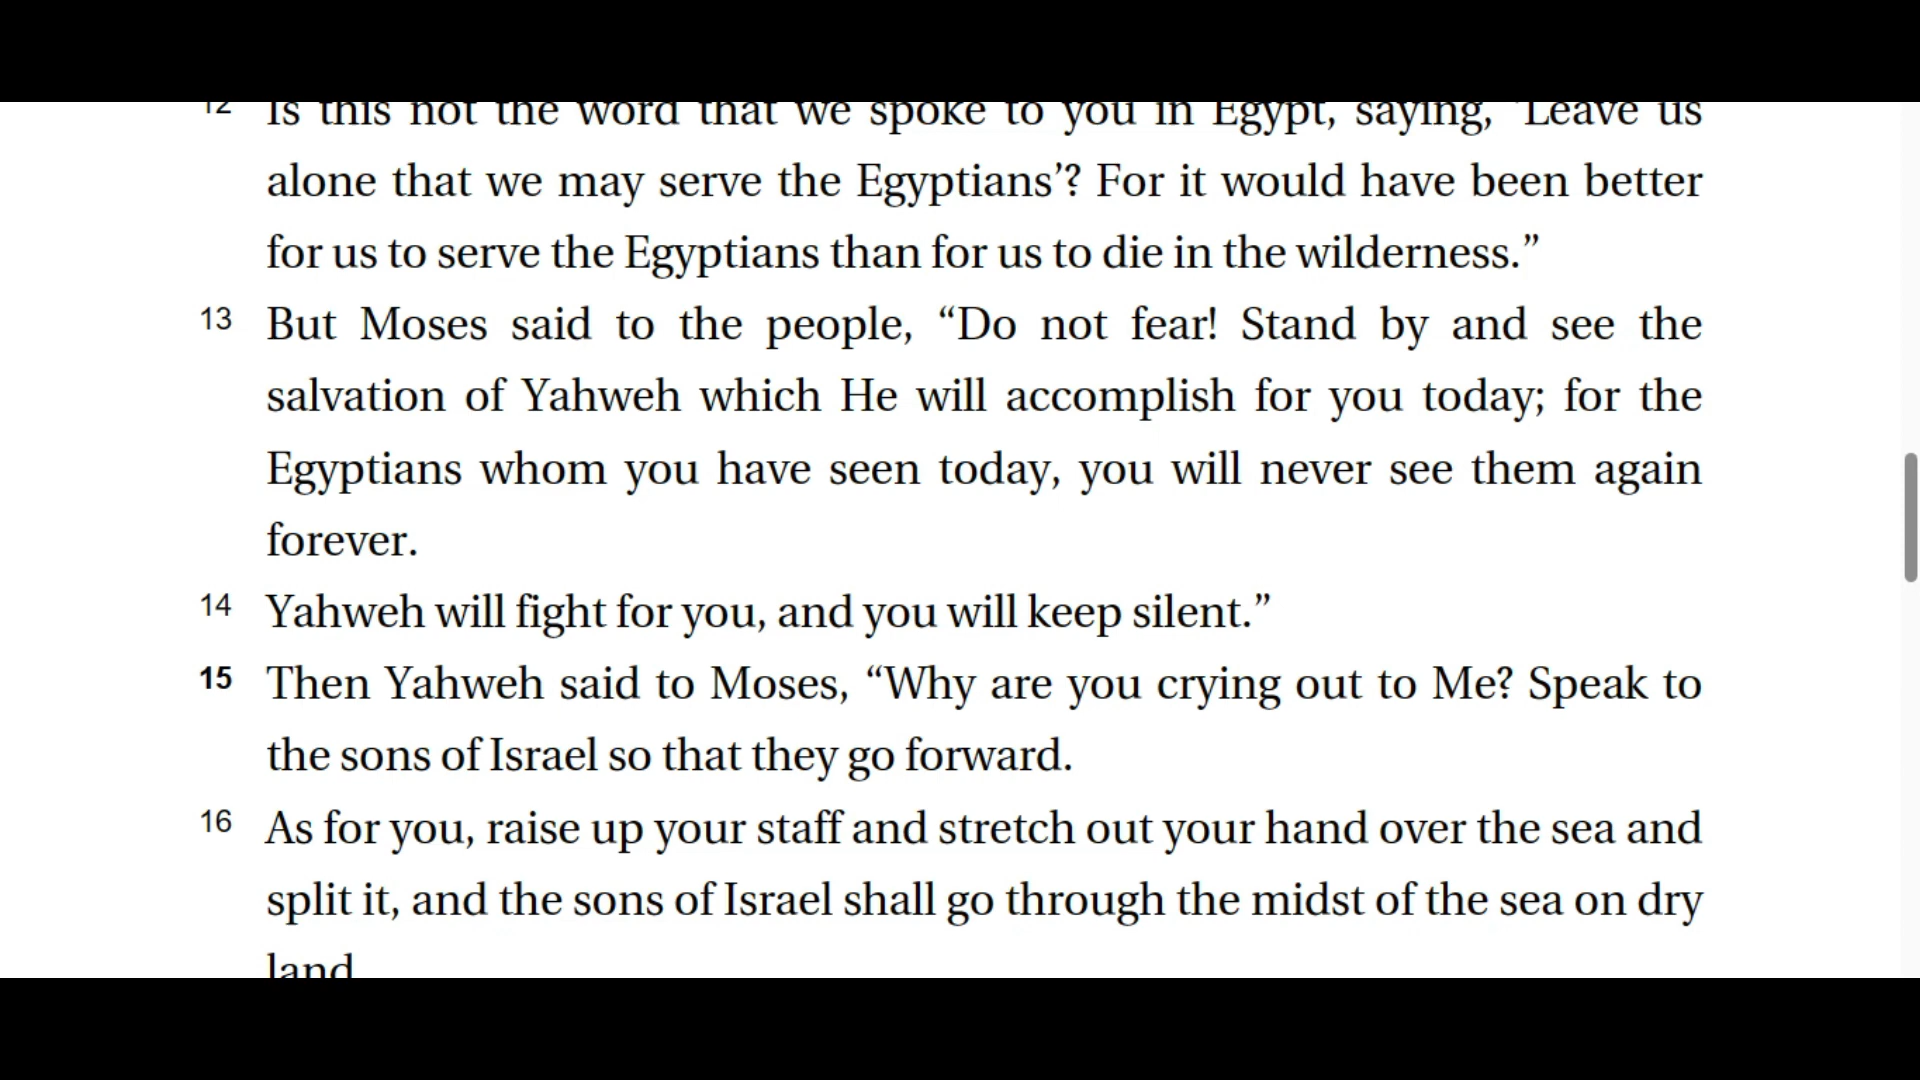 12 Is this not the word that we spoke to you in Egypt, saying, ‘Leave us
alone that we may serve the Egyptians’? For it would have been better
for us to serve the Egyptians than for us to die in the wilderness.”
13 But Moses said to the people, “Do not fear! Stand by and see the
salvation of Yahweh which He will accomplish for you today; for the
Egyptians whom you have seen today, you will never see them again
forever.
14 Yahweh will fight for you, and you will keep silent.”
15 Then Yahweh said to Moses, “Why are you crying out to Me? Speak to
the sons of Israel so that they go forward.
16 As for you, raise up your staff and stretch out your hand over the sea and
split it, and the sons of Israel shall go through the midst of the sea on dry
land